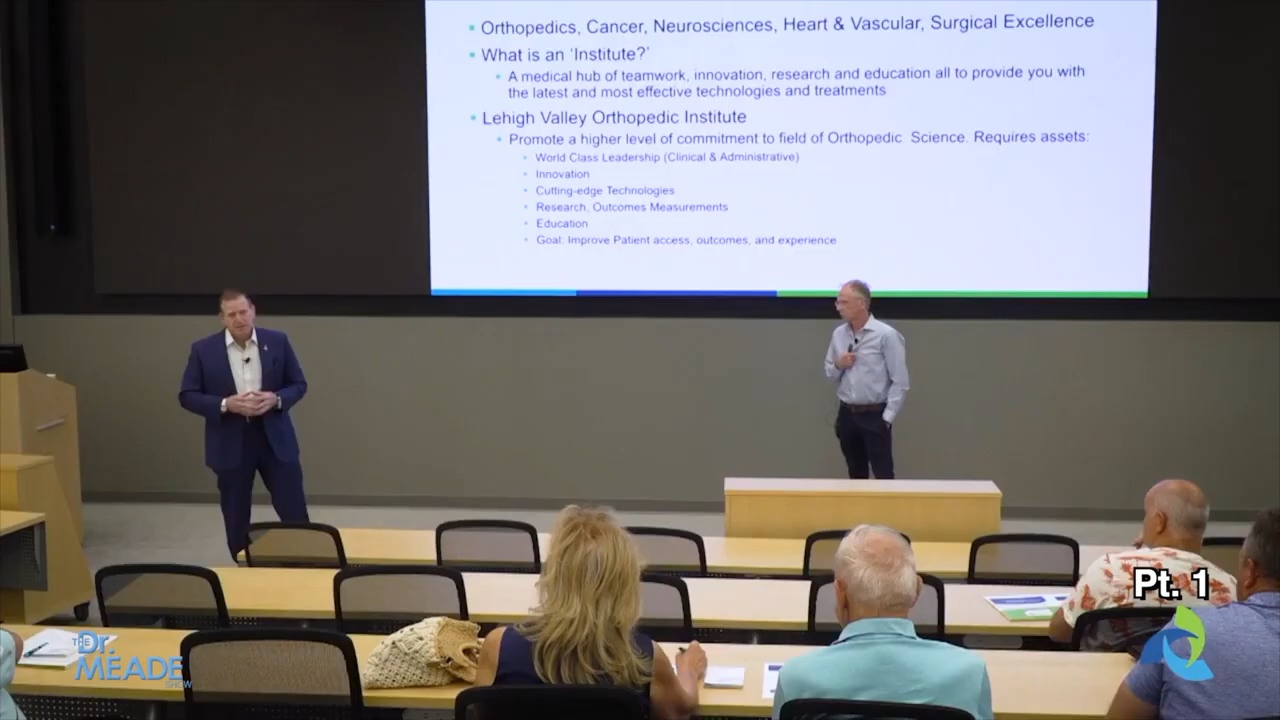 Orthopedics, Cancer, Neurosciences, Heart & Vascular, Surgical Excellence
What is an ‘Institute?’
A medical hub of teamwork, innovation, research and education all to provide you with
the latest and most effective technologies and treatments
Lehigh Valley Orthopedic Institute
Promote a higher level of commitment to field of Orthopedic Science. Requires assets:
World Class Leadership (Clinical & Administrative)
Innovation
Cutting-edge Technologies
Research, Outcomes Measurements
Education
Goal: Improve Patient access, outcomes, and experience
Pt. 1
THE Dr.
MEADE
SHOW